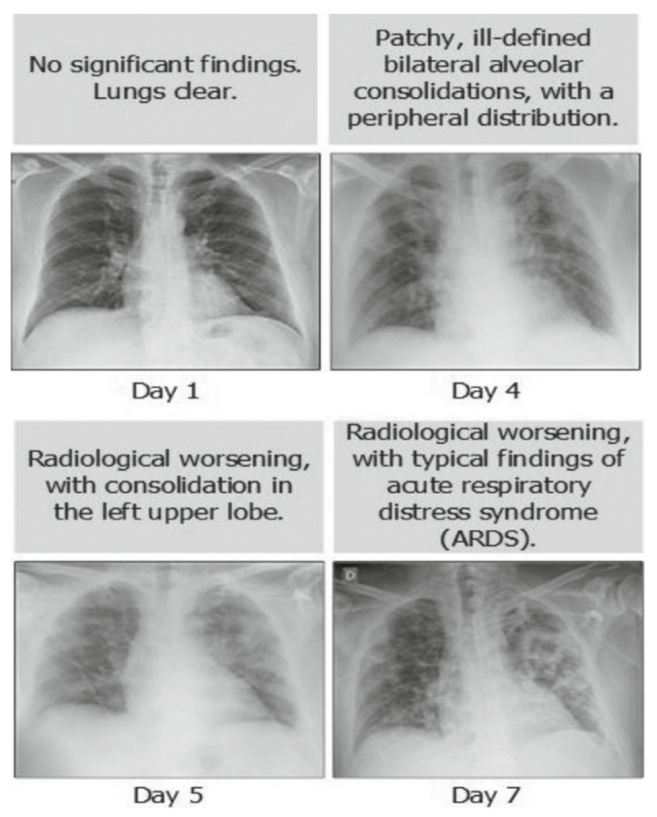 No significant findings.
Lungs clear.
Patchy, ill-defined
bilateral alveolar
consolidations, with a
peripheral distribution.
Day 1
Day 4
Radiological worsening,
with consolidation in
the left upper lobe.
Radiological worsening,
with typical findings of
acute respiratory
distress syndrome
(ARDS).
D
Day 5
Day 7